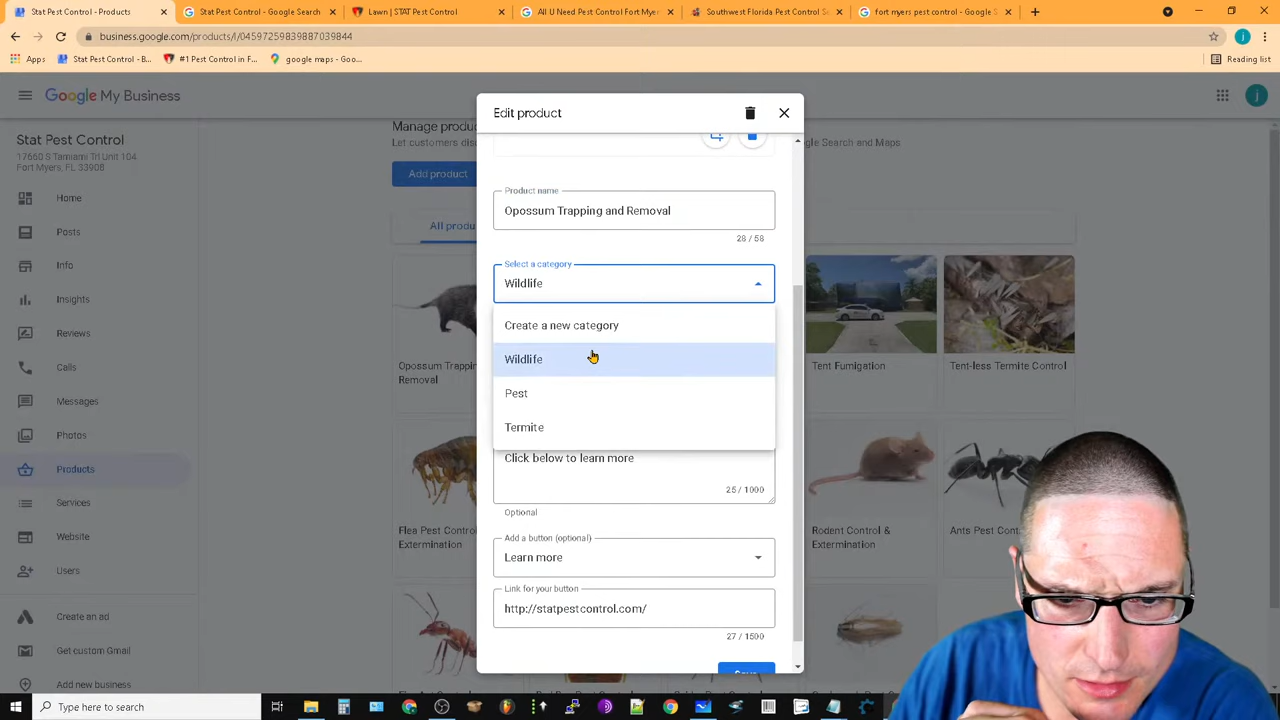 Stat Pest Control - Products
Stat Pest Control - Google Search
Lawn | STAT Pest Control
All U Need Pest Control Fort Myer
Southwest Florida Pest Control S
fort myers pest control - Google S
business.google.com/products/l/04597259839887039844
Apps
Stat Pest Control - B...
#1 Pest Control in F...
google maps - Goo...
Reading list
Google My Business
Stat Pest Control
17660 S Tamiami Trl Unit 104,
Fort Myers, FL 33908
Home
Posts
Info
Insights
Reviews
Calls
Messages
Photos
Products
Services
Website
Users
Create an ad
Get custom Gmail
Add new business
Manage produ
Let customers dis
gle Search and Maps
Add product
All produ
Edit product
Product name
Opossum Trapping and Removal
28 / 58
Select a category
Wildlife
Create a new category
Wildlife
Pest
Termite
Click below to learn more
25 / 1000
Optional
Add a button (optional)
Learn more
Link for your button
http://statpestcontrol.com/
27 / 1500
Save
Opossum Trapp
Removal
Tent Fumigation
Tent-less Termite Control
Flea Pest Control
Extermination
Rodent Control &
Extermination
Ants Pest Cont
Type here to search